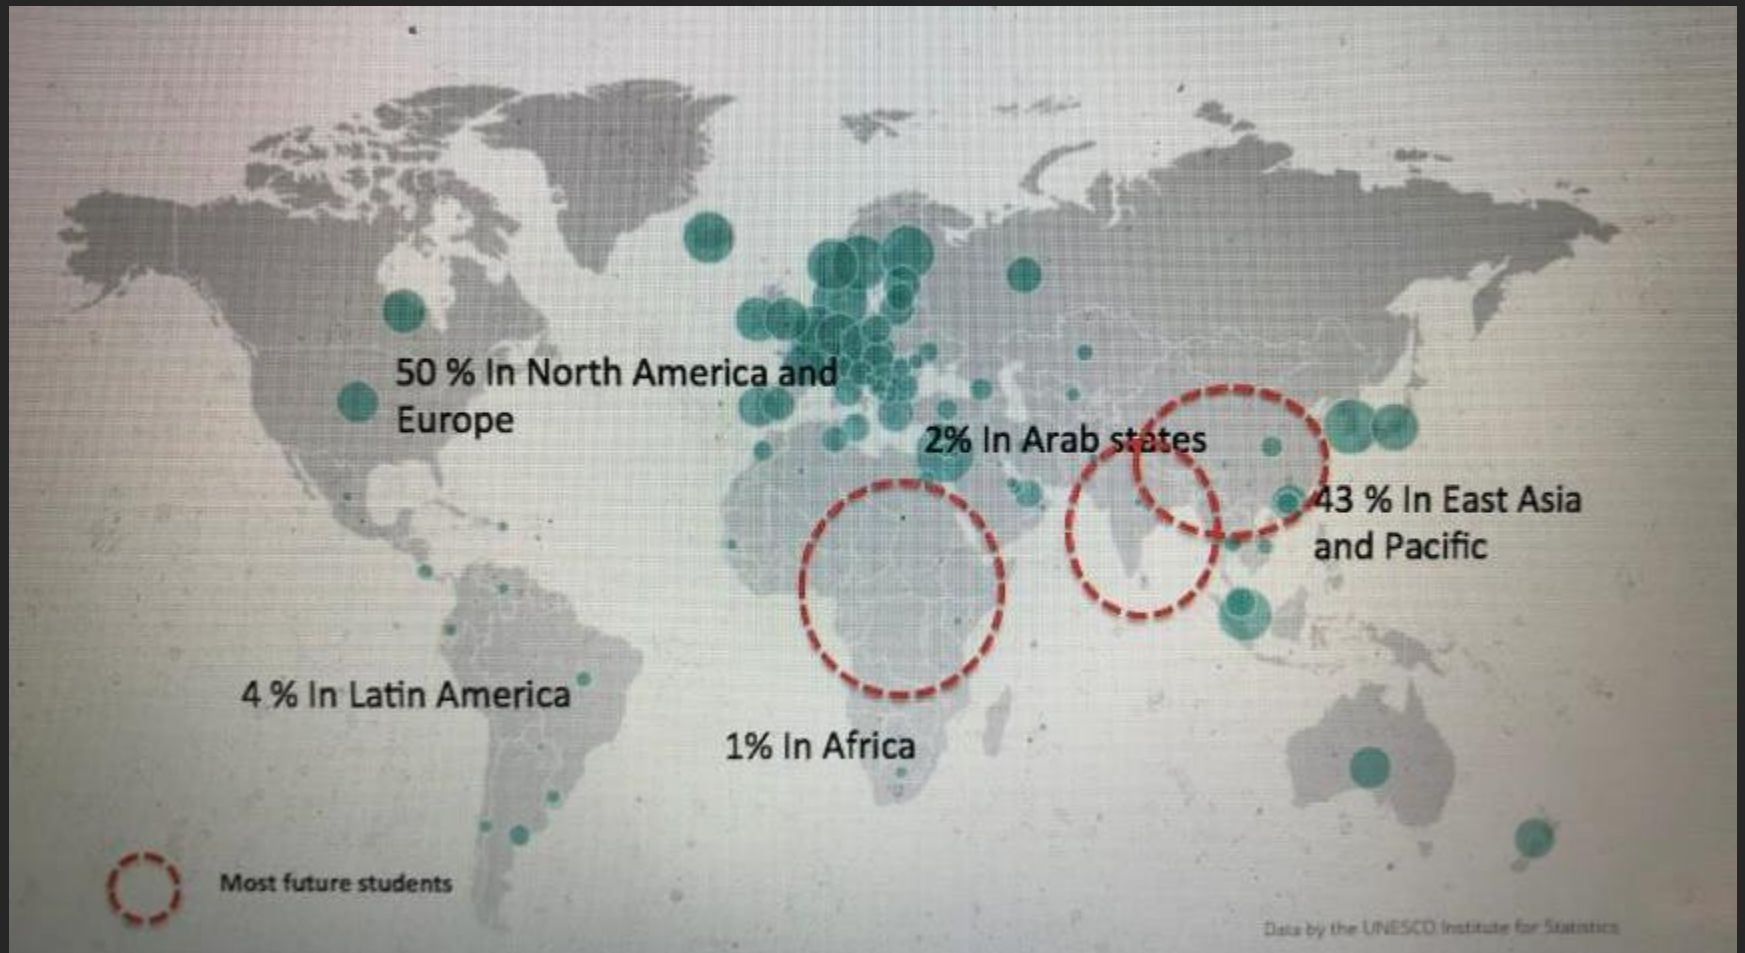 50 % In North America and
Europe
2% In Arab states
43 % In East Asia
and Pacific
4 % In Latin America
1% In Africa
Most future students
Data by the UNESCO Institute for Statistics